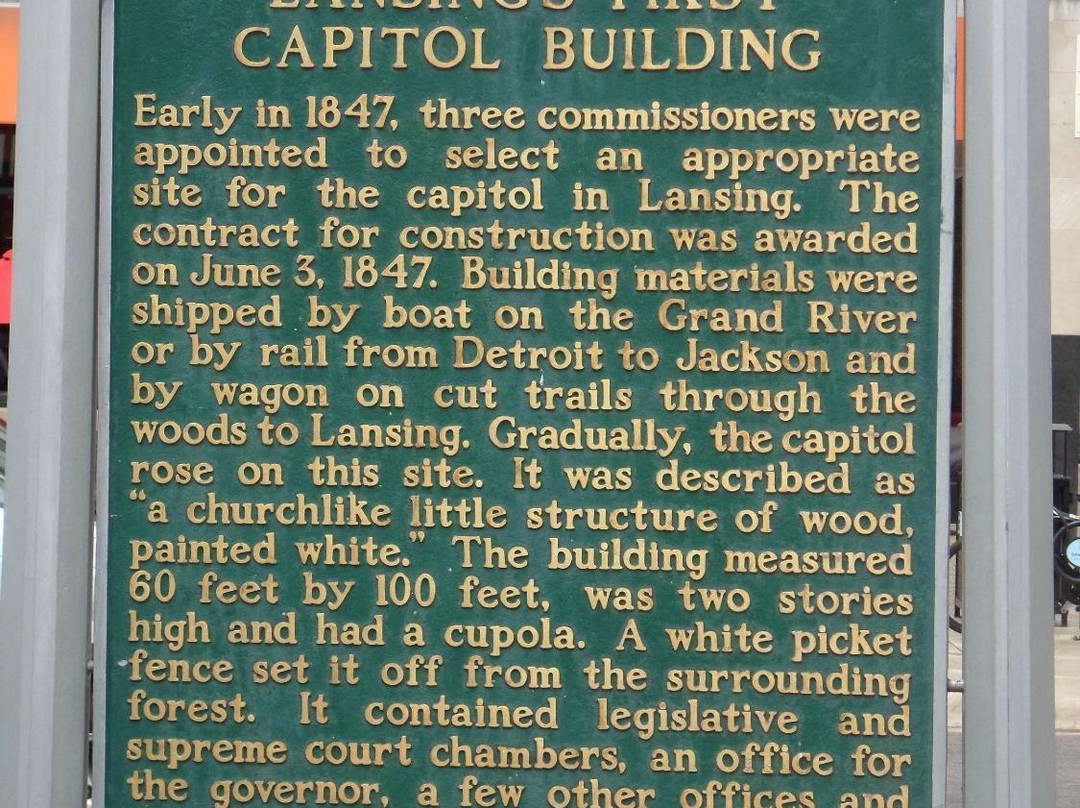 LANSING'S FIRST
CAPITOL BUILDING
Early in 1847, three commissioners were
appointed to select an appropriate
site for the capitol in Lansing. The
contract for construction was awarded
on June 3, 1847. Building materials were
shipped by boat on the Grand River
or by rail from Detroit to Jackson and
by wagon on cut trails through the
woods to Lansing. Gradually, the capitol
rose on this site. It was described as
“a churchlike little structure of wood,
painted white.” The building measured
60 feet by 100 feet, was two stories
high and had a cupola. A white picket
fence set it off from the surrounding
forest. It contained legislative and
supreme court chambers, an office for
the governor, a few other offices and